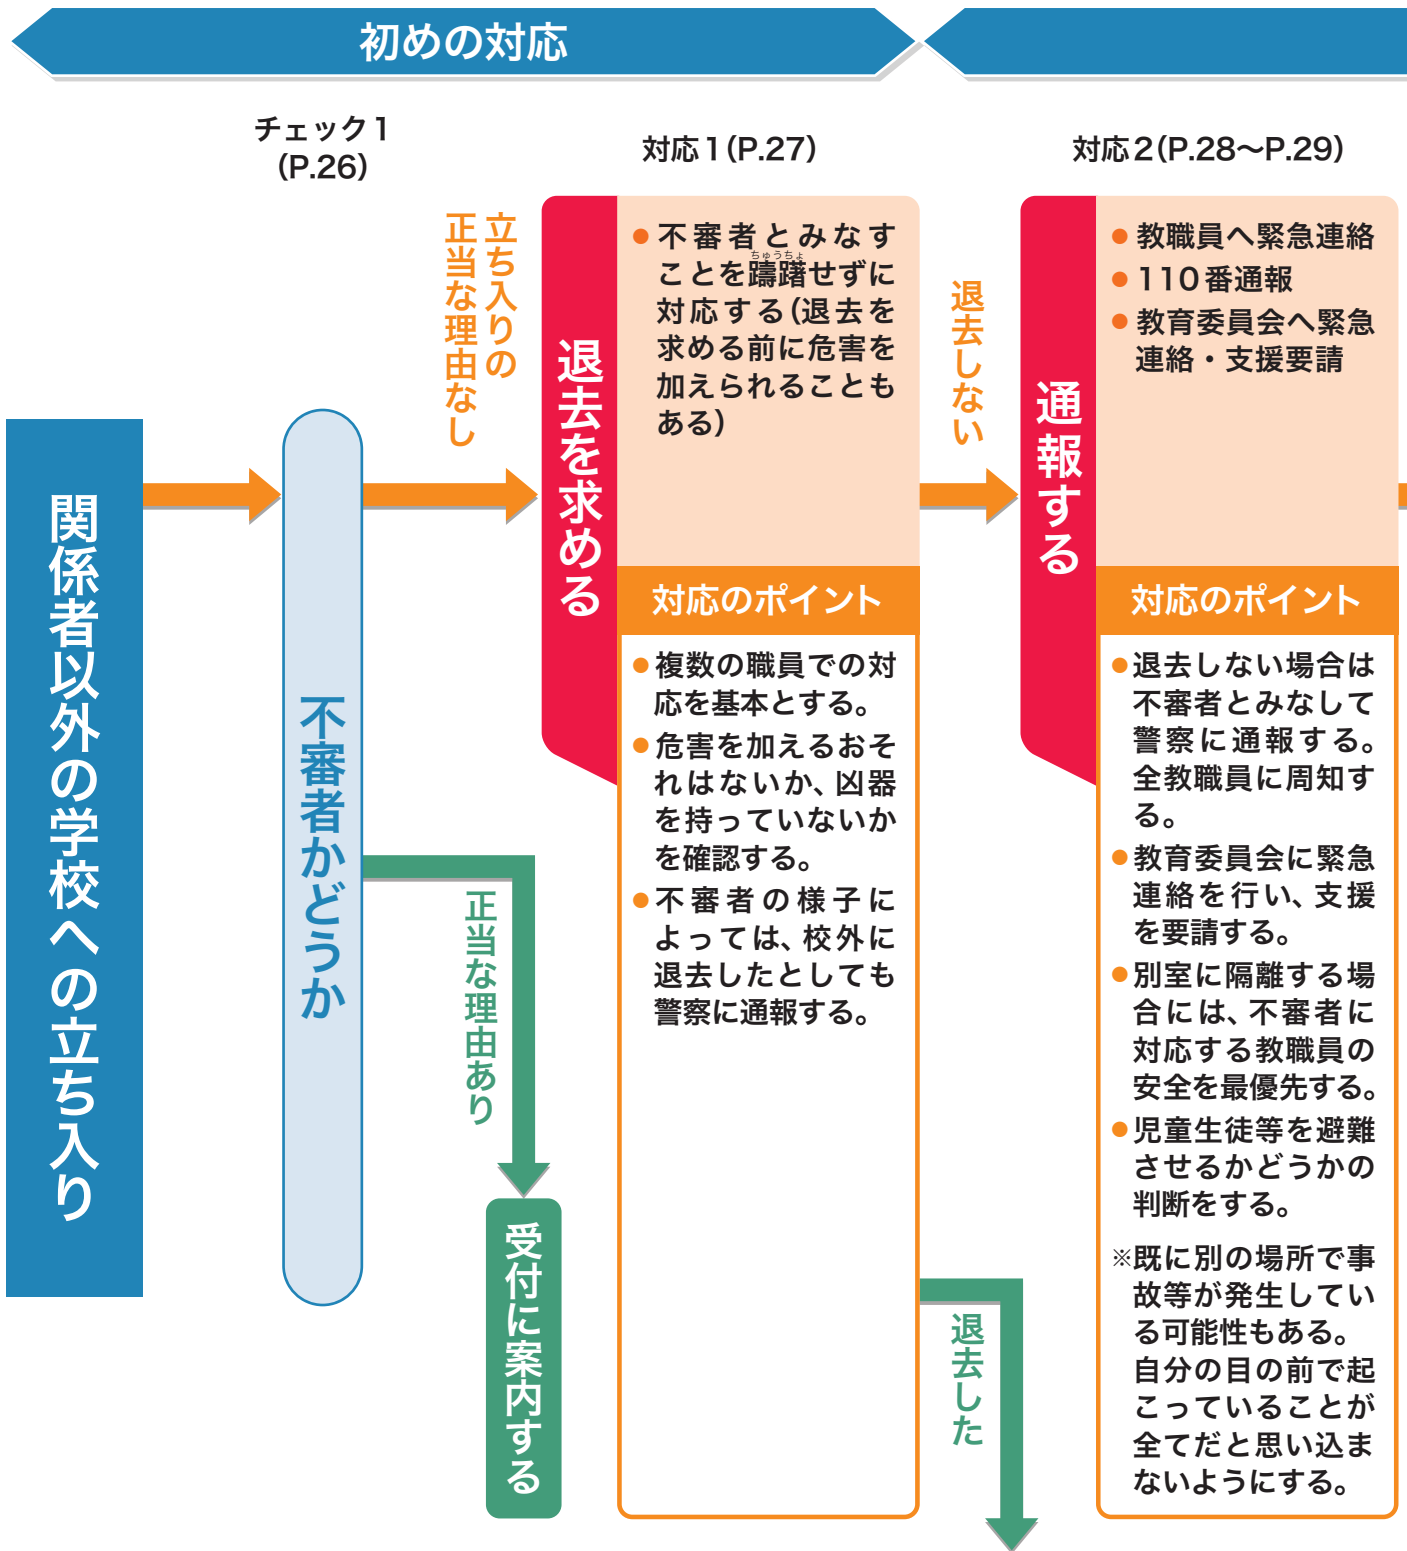 初めの対応
チェック1
(P.26)
対応1(P.27)
対応2(P.28〜P.29)
関係者以外の学校への立ち入り
不審者かどうか
立ち入りの
正当な理由なし
正当な理由あり
受付に案内する
退去を求める
●不審者とみなす
ちゅうちょ
ことを躊躇せずに
対応する(退去を
求める前に危害を
加えられることも
ある)
対応のポイント
●複数の職員での対
応を基本とする。
●危害を加えるおそ
れはないか、凶器
を持っていないか
を確認する。
●不審者の様子に
よっては、校外に
退去したとしても
警察に通報する。
退去しない
退去した
通報する
●教職員へ緊急連絡
●110番通報
●教育委員会へ緊急
連絡・支援要請
対応のポイント
●退去しない場合は
不審者とみなして
警察に通報する。
全教職員に周知す
る。
●教育委員会に緊急
連絡を行い、支援
を要請する。
●別室に隔離する場
合には、不審者に
対応する教職員の
安全を最優先する。
●児童生徒等を避難
させるかどうかの
判断をする。
※既に別の場所で事
故等が発生してい
る可能性もある。
自分の目の前で起
こっていることが
全てだと思い込ま
ないようにする。